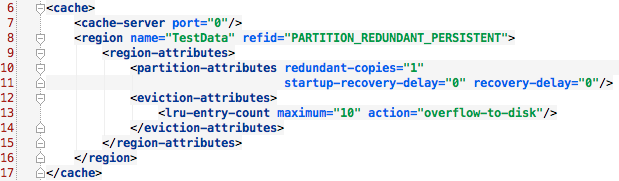 6 <cache>
7 <cache-server port="0"/>
8 <region name="TestData" refid="PARTITION_REDUNDANT_PERSISTENT">
9 <region-attributes>
10 <partition-attributes redundant-copies="1"
11 startup-recovery-delay="0" recovery-delay="0"/>
12 <eviction-attributes>
13 <lru-entry-count maximum="10" action="overflow-to-disk"/>
14 </eviction-attributes>
15 </region-attributes>
16 </region>
17 </cache>